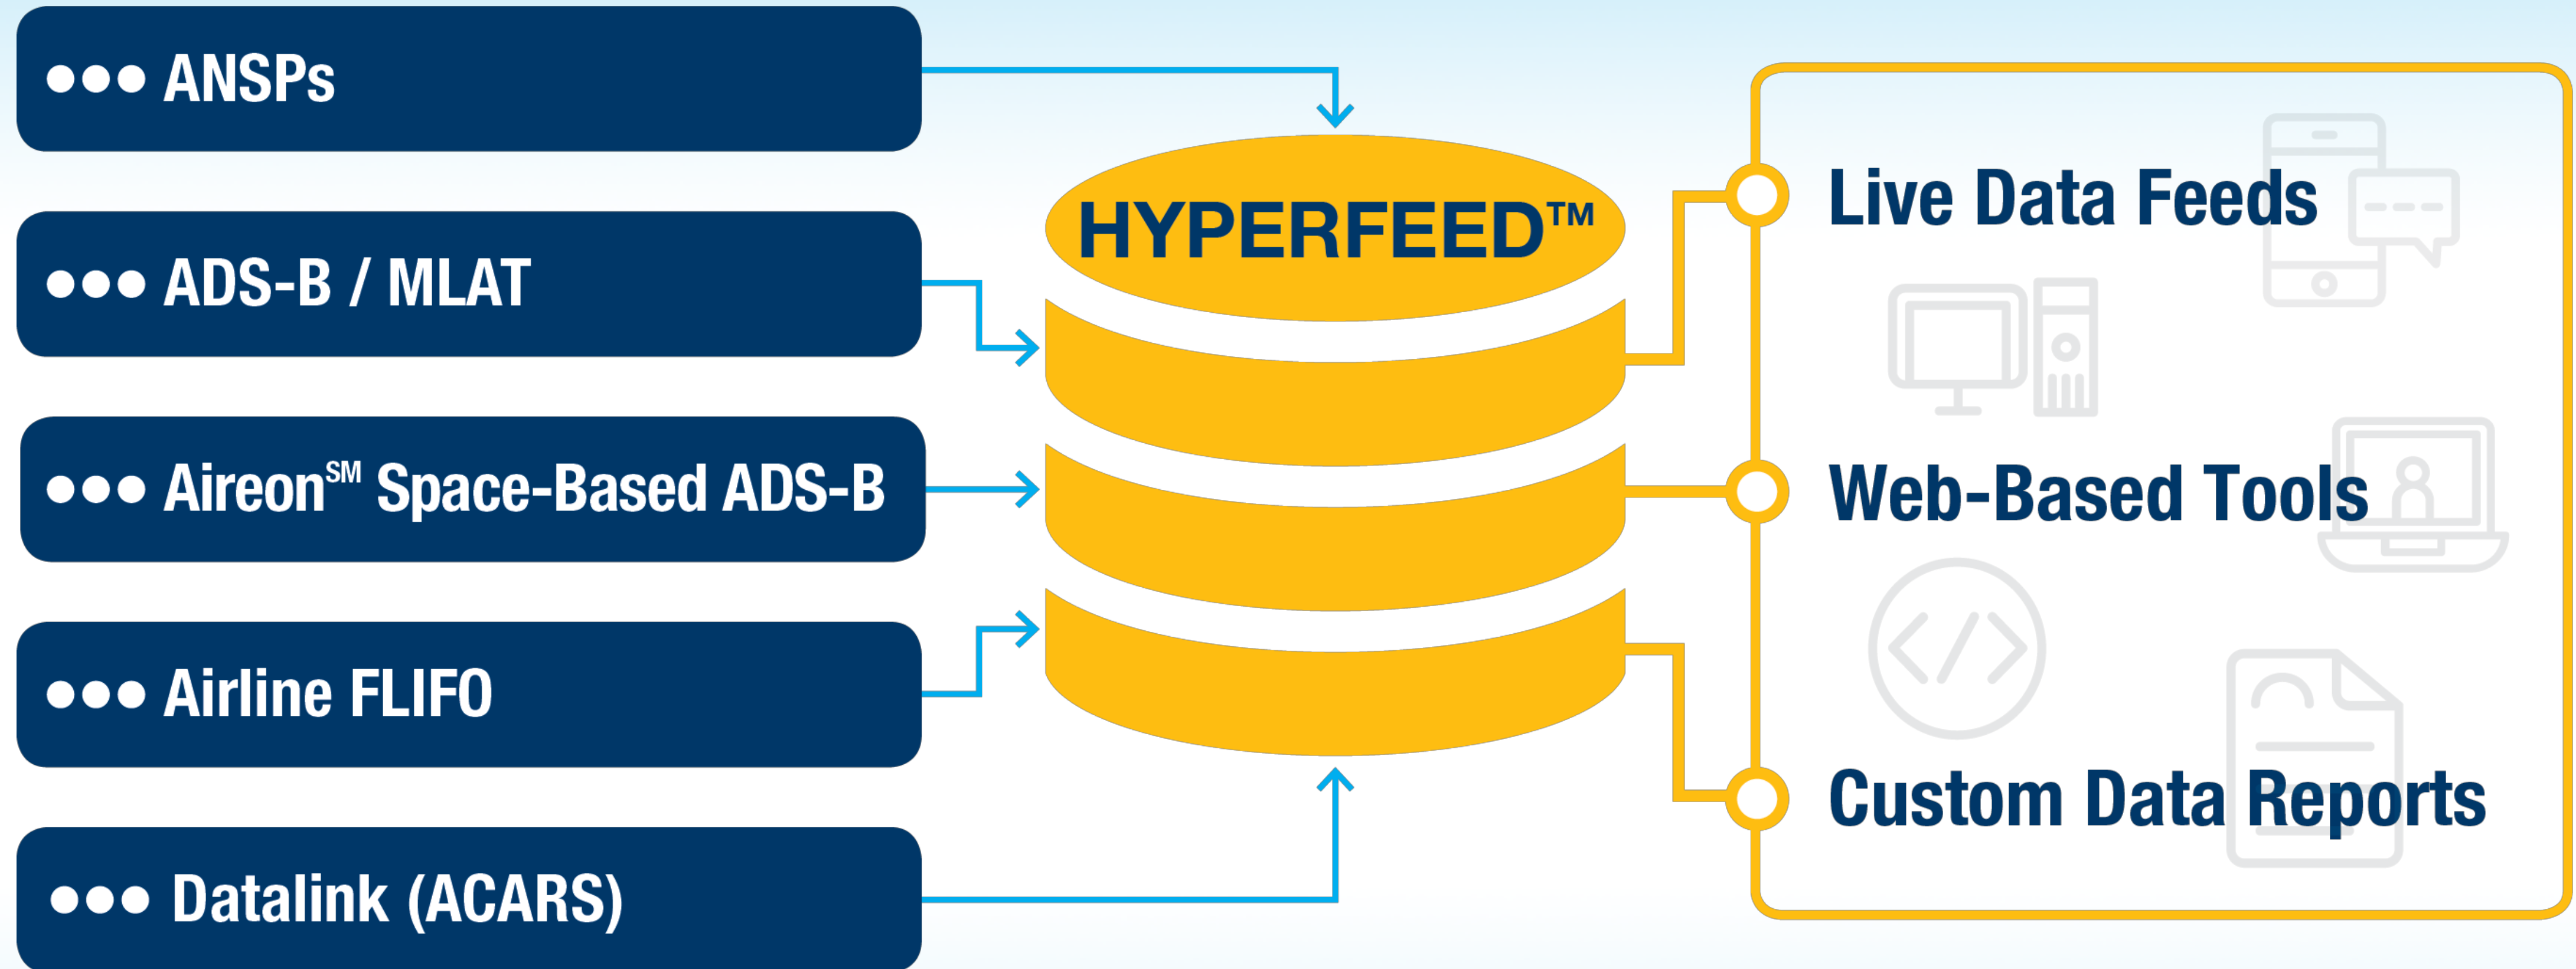 ANSPs
ADS-B / MLAT
Aireon℠ Space-Based ADS-B
Airline FLIFO
Datalink (ACARS)
HYPERFEED™
Live Data Feeds
Web-Based Tools
Custom Data Reports